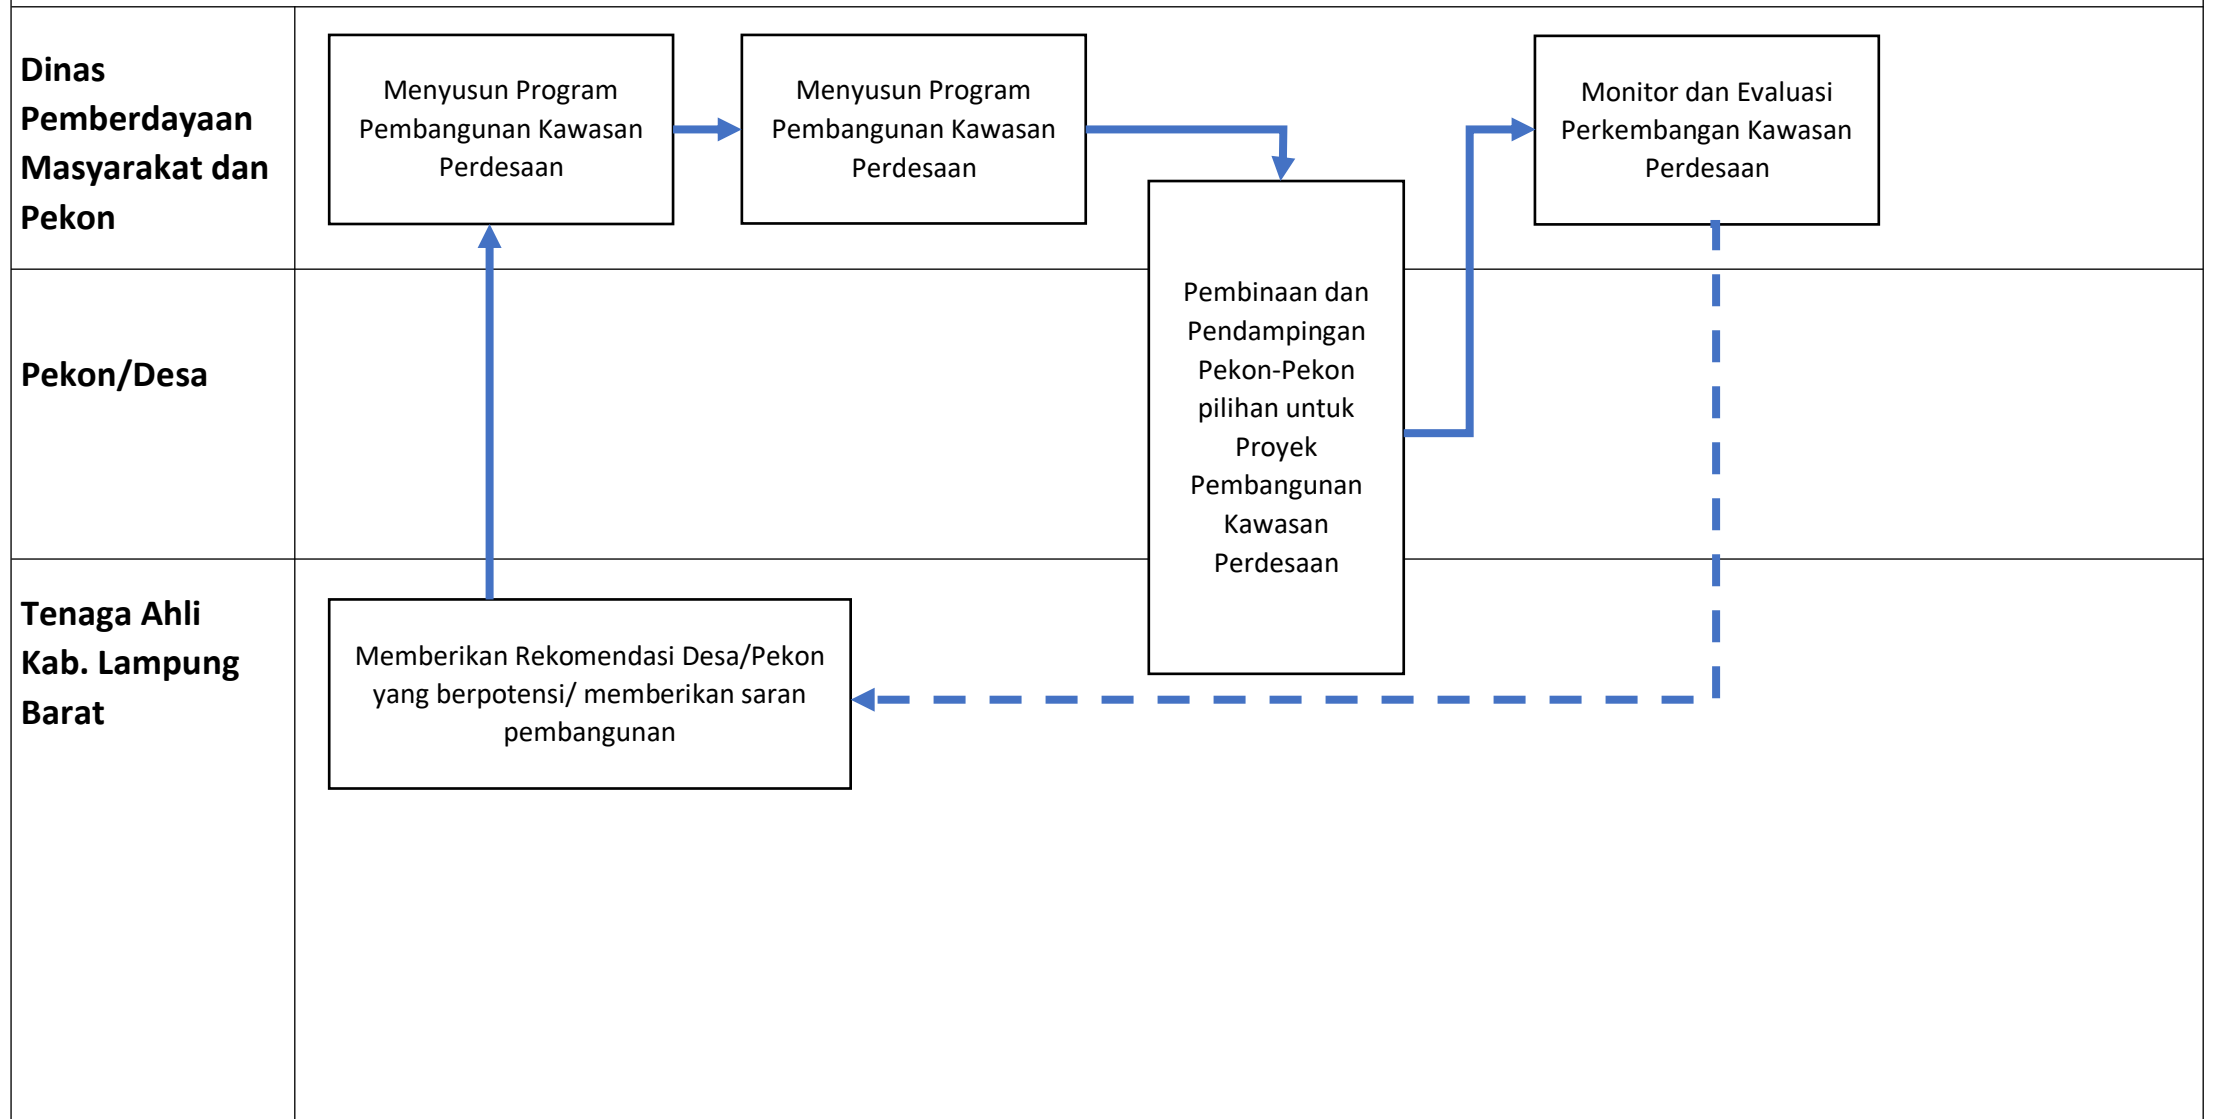 Dinas
Pemberdayaan
Masyarakat dan
Pekon
Menyusun Program
Pembangunan Kawasan
Perdesaan
Menyusun Program
Pembangunan Kawasan
Perdesaan
Monitor dan Evaluasi
Perkembangan Kawasan
Perdesaan
Pekon/Desa
Pembinaan dan
Pendampingan
Pekon-Pekon
pilihan untuk
Proyek
Pembangunan
Kawasan
Perdesaan
Tenaga Ahli
Kab. Lampung
Barat
Memberikan Rekomendasi Desa/Pekon
yang berpotensi/ memberikan saran
pembangunan